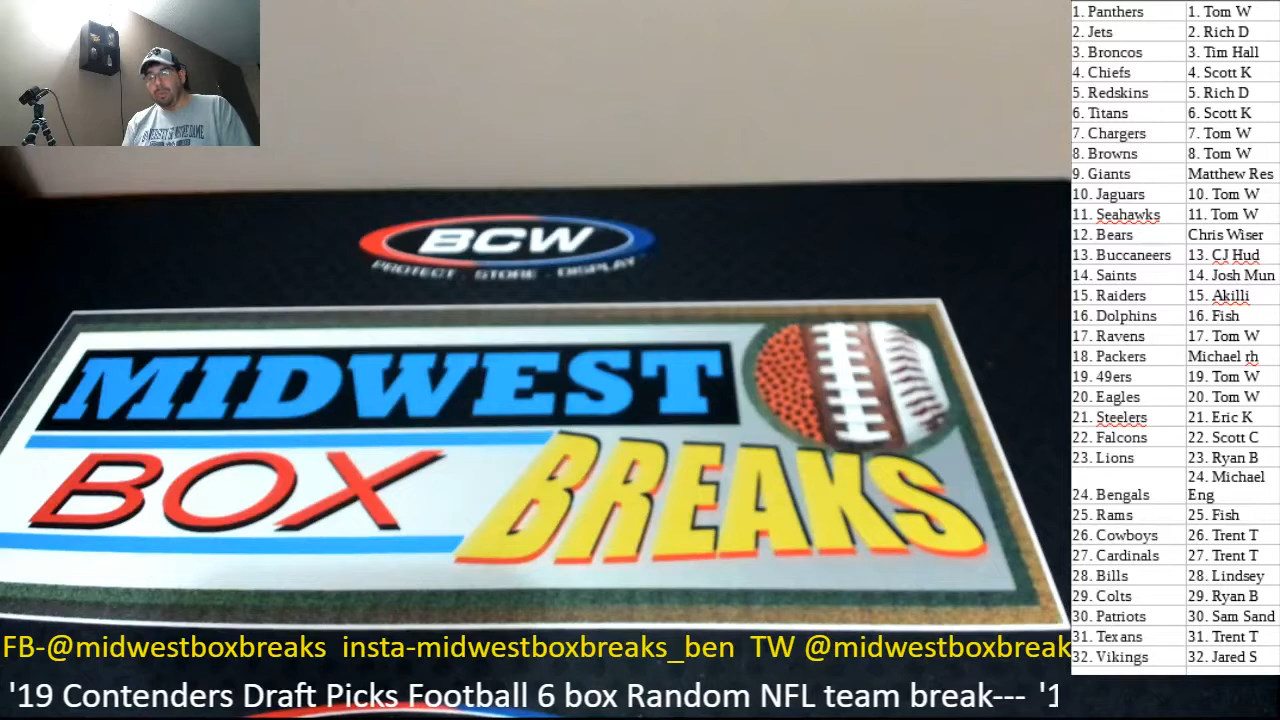 UNIVERSITY OF NOTRE DAME
BCW
PROTECT · STORE · DISPLAY
MIDWEST
BOX BREAKS
FB-@midwestboxbreaks insta-midwestboxbreaks_ben TW @midwestboxbreak
'19 Contenders Draft Picks Football 6 box Random NFL team break--- '1
1. Panthers 1. Tom W
2. Jets 2. Rich D
3. Broncos 3. Tim Hall
4. Chiefs 4. Scott K
5. Redskins 5. Rich D
6. Titans 6. Scott K
7. Chargers 7. Tom W
8. Browns 8. Tom W
9. Giants Matthew Res
10. Jaguars 10. Tom W
11. Seahawks 11. Tom W
12. Bears Chris Wiser
13. Buccaneers 13. CJ Hud
14. Saints 14. Josh Mun
15. Raiders 15. Akilli
16. Dolphins 16. Fish
17. Ravens 17. Tom W
18. Packers Michael rh
19. 49ers 19. Tom W
20. Eagles 20. Tom W
21. Steelers 21. Eric K
22. Falcons 22. Scott C
23. Lions 23. Ryan B
24. Michael
24. Bengals Eng
25. Rams 25. Fish
26. Cowboys 26. Trent T
27. Cardinals 27. Trent T
28. Bills 28. Lindsey
29. Colts 29. Ryan B
30. Patriots 30. Sam Sand
31. Texans 31. Trent T
32. Vikings 32. Jared S